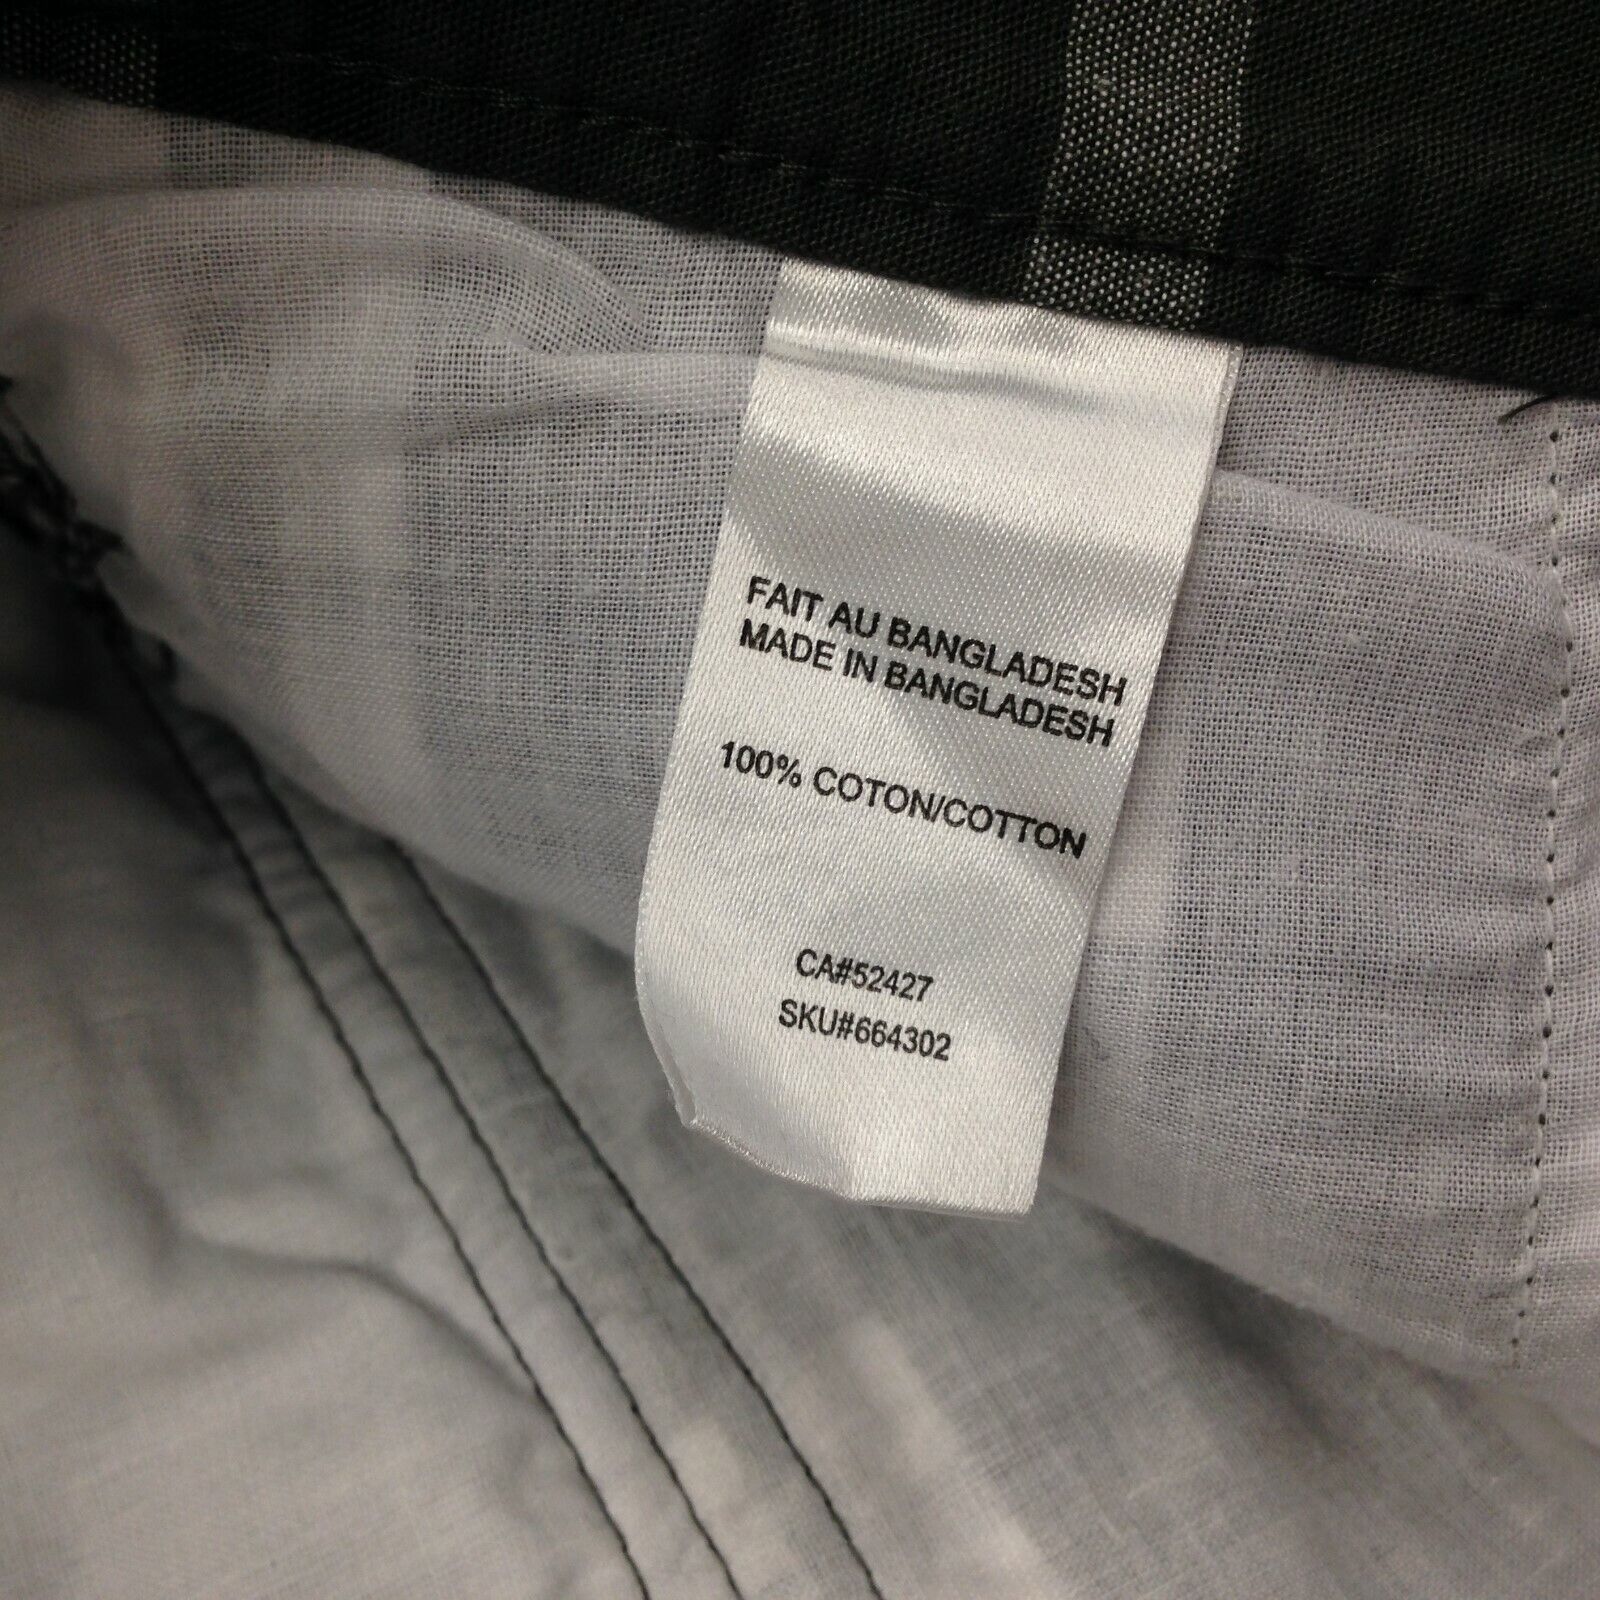 FAIT AU BANGLADESH
MADE IN BANGLADESH
100% COTON/COTTON
CA#52427
SKU#664302